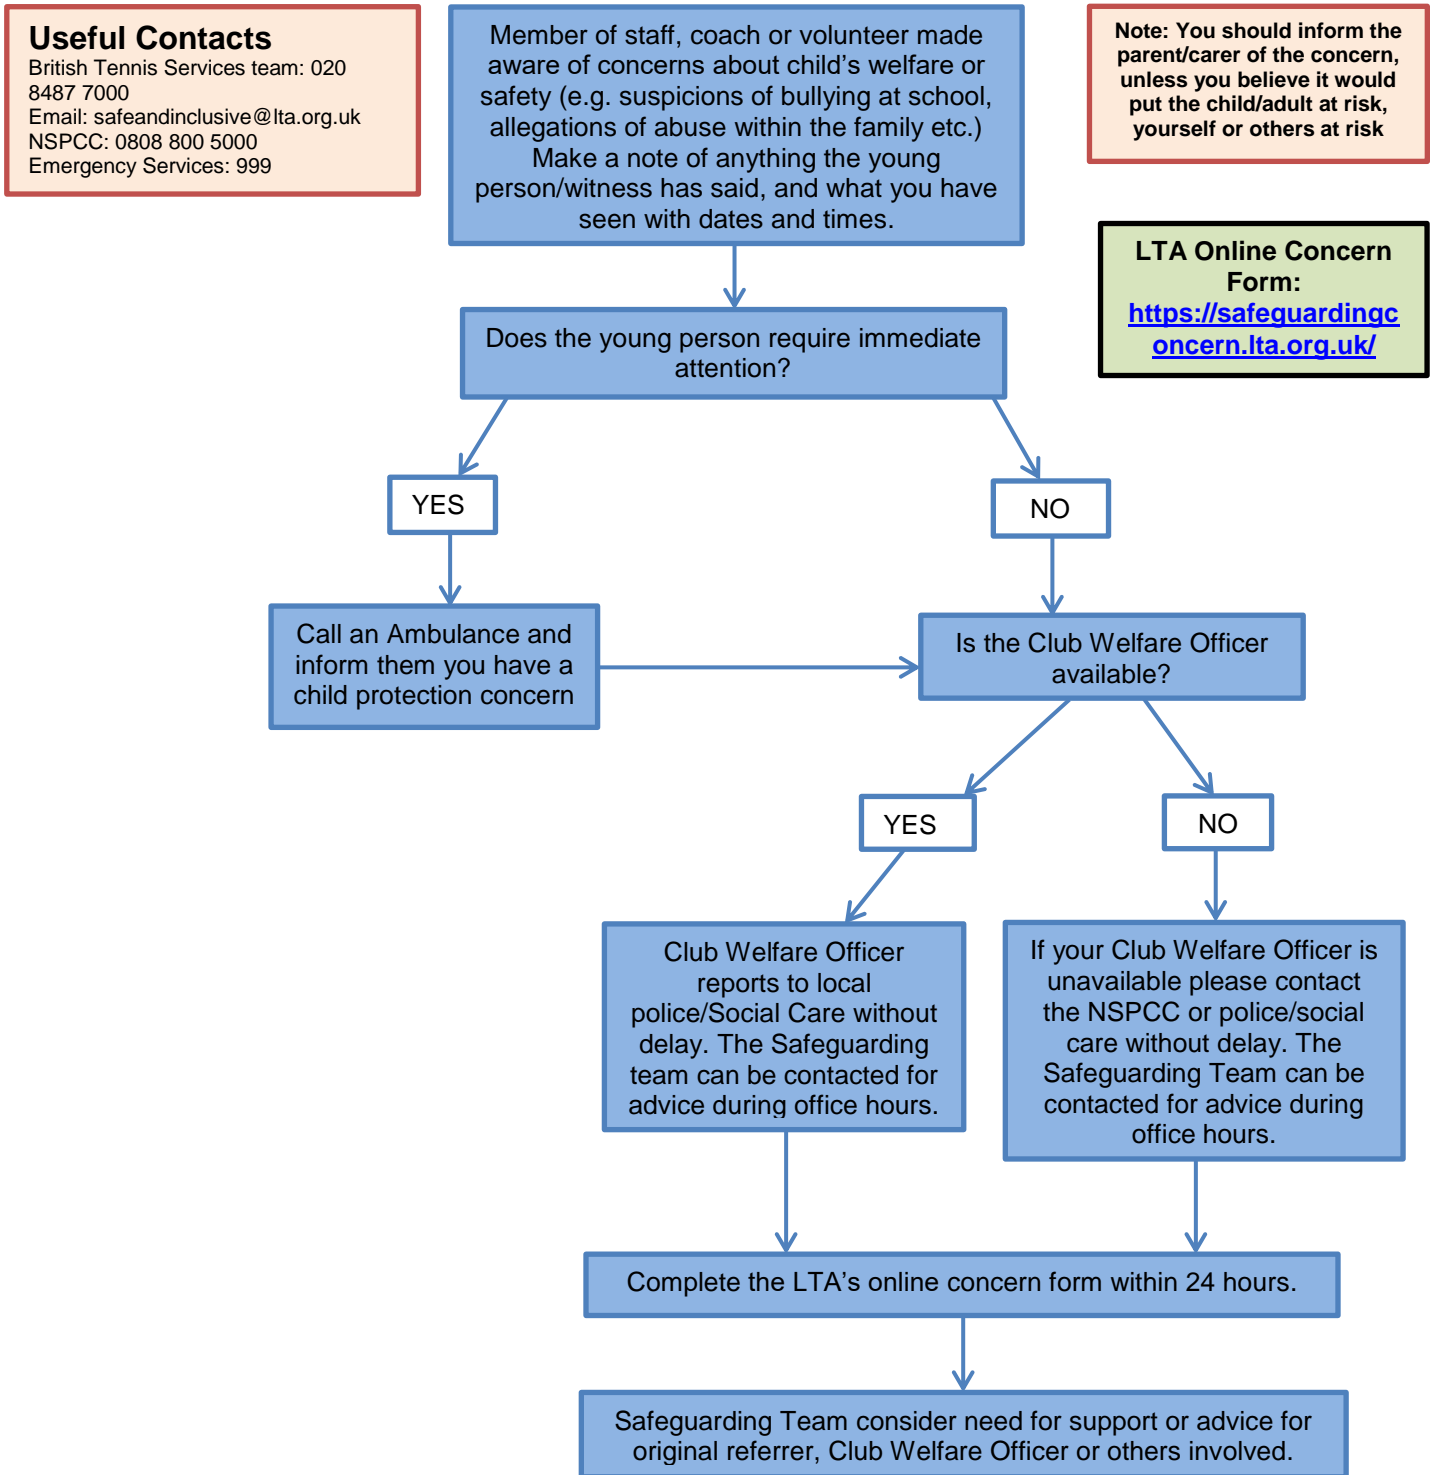 Useful Contacts
British Tennis Services team: 020
8487 7000
Email: safeandinclusive@lta.org.uk
NSPCC: 0808 800 5000
Emergency Services: 999
Member of staff, coach or volunteer made
aware of concerns about child’s welfare or
safety (e.g. suspicions of bullying at school,
allegations of abuse within the family etc.)
Make a note of anything the young
person/witness has said, and what you have
seen with dates and times.
Note: You should inform the
parent/carer of the concern,
unless you believe it would
put the child/adult at risk,
yourself or others at risk
LTA Online Concern
Form:
https://safeguardingc
oncern.lta.org.uk/
Does the young person require immediate
attention?
YES
NO
Call an Ambulance and
inform them you have a
child protection concern
Is the Club Welfare Officer
available?
YES
NO
Club Welfare Officer
reports to local
police/Social Care without
delay. The Safeguarding
team can be contacted for
advice during office hours.
If your Club Welfare Officer is
unavailable please contact
the NSPCC or police/social
care without delay. The
Safeguarding Team can be
contacted for advice during
office hours.
Complete the LTA’s online concern form within 24 hours.
Safeguarding Team consider need for support or advice for
original referrer, Club Welfare Officer or others involved.